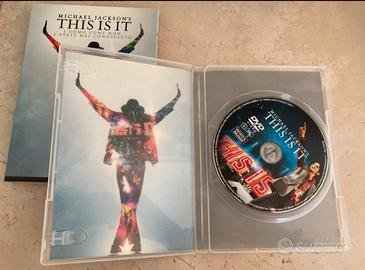 MICHAEL JACKSON'S
THIS IS IT
L'UOMO COME NON
L'AVETE MAI CONOSCIUTO
DVD
MICHAEL JACKSON'S
THIS IS IT
THIS IS
subito